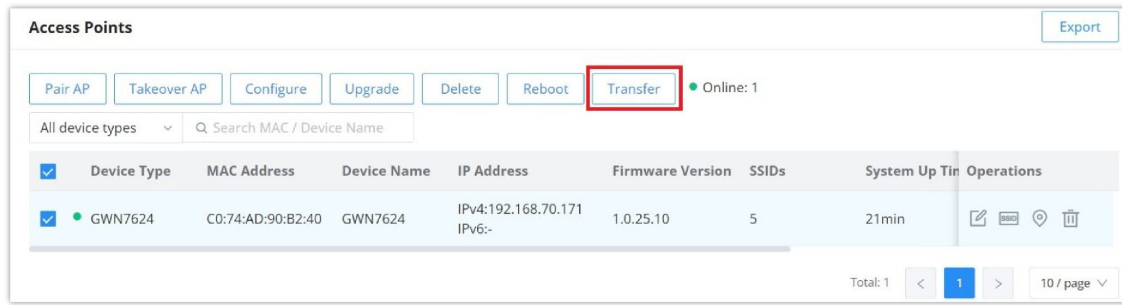 Access Points
Export
Pair AP Takeover AP Configure Upgrade Delete Reboot Transfer Online: 1
All device types Search MAC / Device Name
Device Type MAC Address Device Name IP Address Firmware Version SSIDs System Up Tim Operations
GWN7624 C0:74:AD:90:B2:40 GWN7624 IPv4:192.168.70.171 1.0.25.10 5 21min SSID
IPv6:-
Total: 1 < 1 > 10 / page